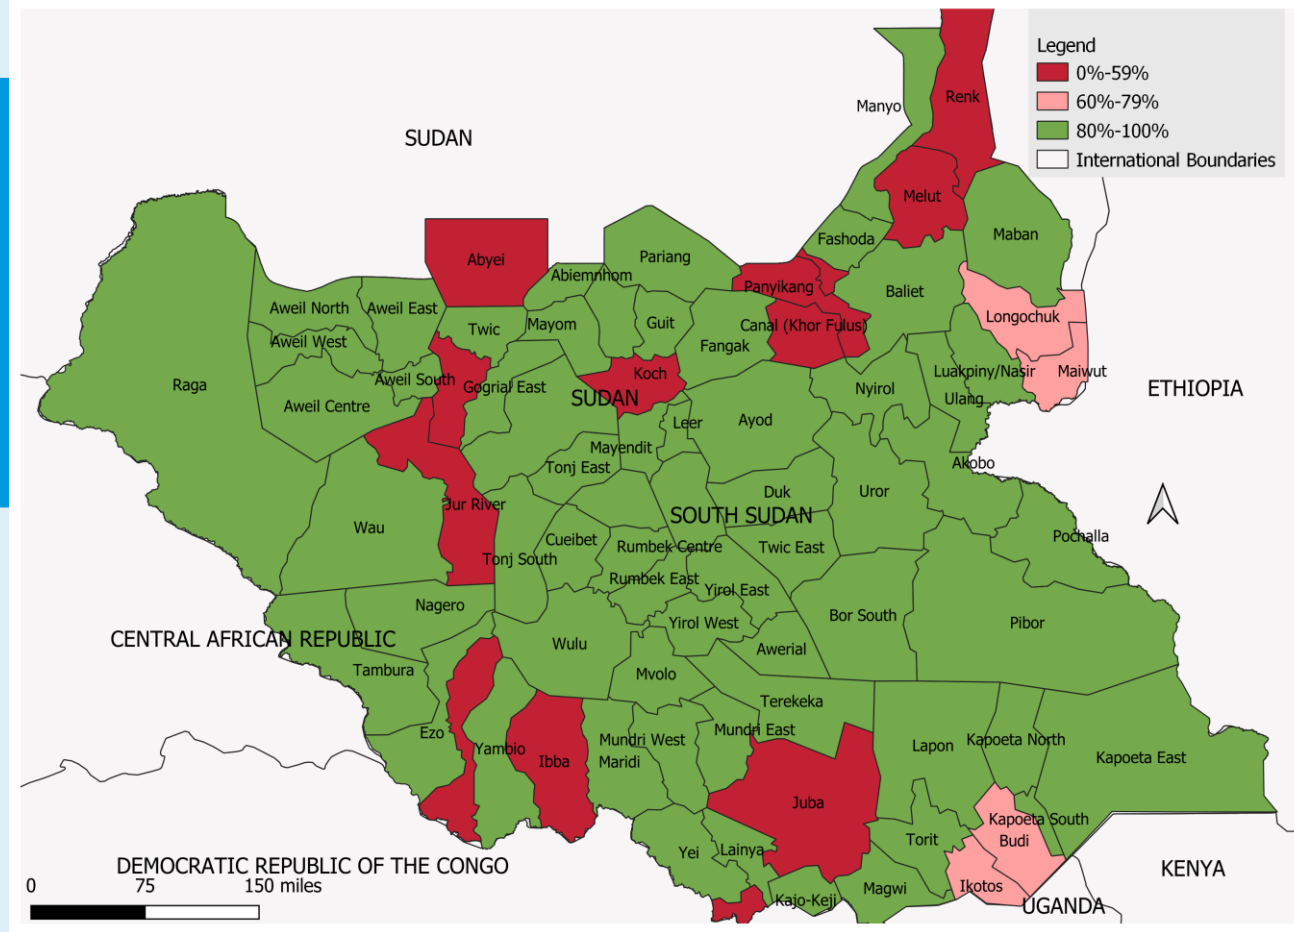 Legend
0%-59%
60%-79%
80%-100%
International Boundaries
Renk
Manyo
SUDAN
Melut
Maban
Fashoda
Pariang
Abyei
Abiemnhom
Panyikang
Baliet
Aweil North
Aweil East
Longochuk
Twic
Mayom
Guit
Canal (Khor Fulus)
Aweil West
Fangak
Raga
Aweil South
Gogrial East
Koch
Luakpiny/Nasir
Maiwut
Nyirol
ETHIOPIA
SUDAN
Ulang
Aweil Centre
Leer
Ayod
Mayendit
Tonj East
Akobo
Duk
Uror
Jur River
SOUTH SUDAN
Wau
Pochalla
Cueibet
Rumbek Centre
Twic East
Tonj South
Rumbek East
Yirol East
Nagero
Bor South
Pibor
Yirol West
CENTRAL AFRICAN REPUBLIC
Wulu
Awerial
Tambura
Mvolo
Terekeka
Ezo
Mundri East
Yambio
Mundri West
Lapon
Kapoeta North
Kapoeta East
Ibba
Maridi
Juba
Kapoeta South
Budi
Torit
Yei
Lainya
DEMOCRATIC REPUBLIC OF THE CONGO
KENYA
0 75 150 miles
Magwi
Ikotos
Kajo-Keji
UGANDA